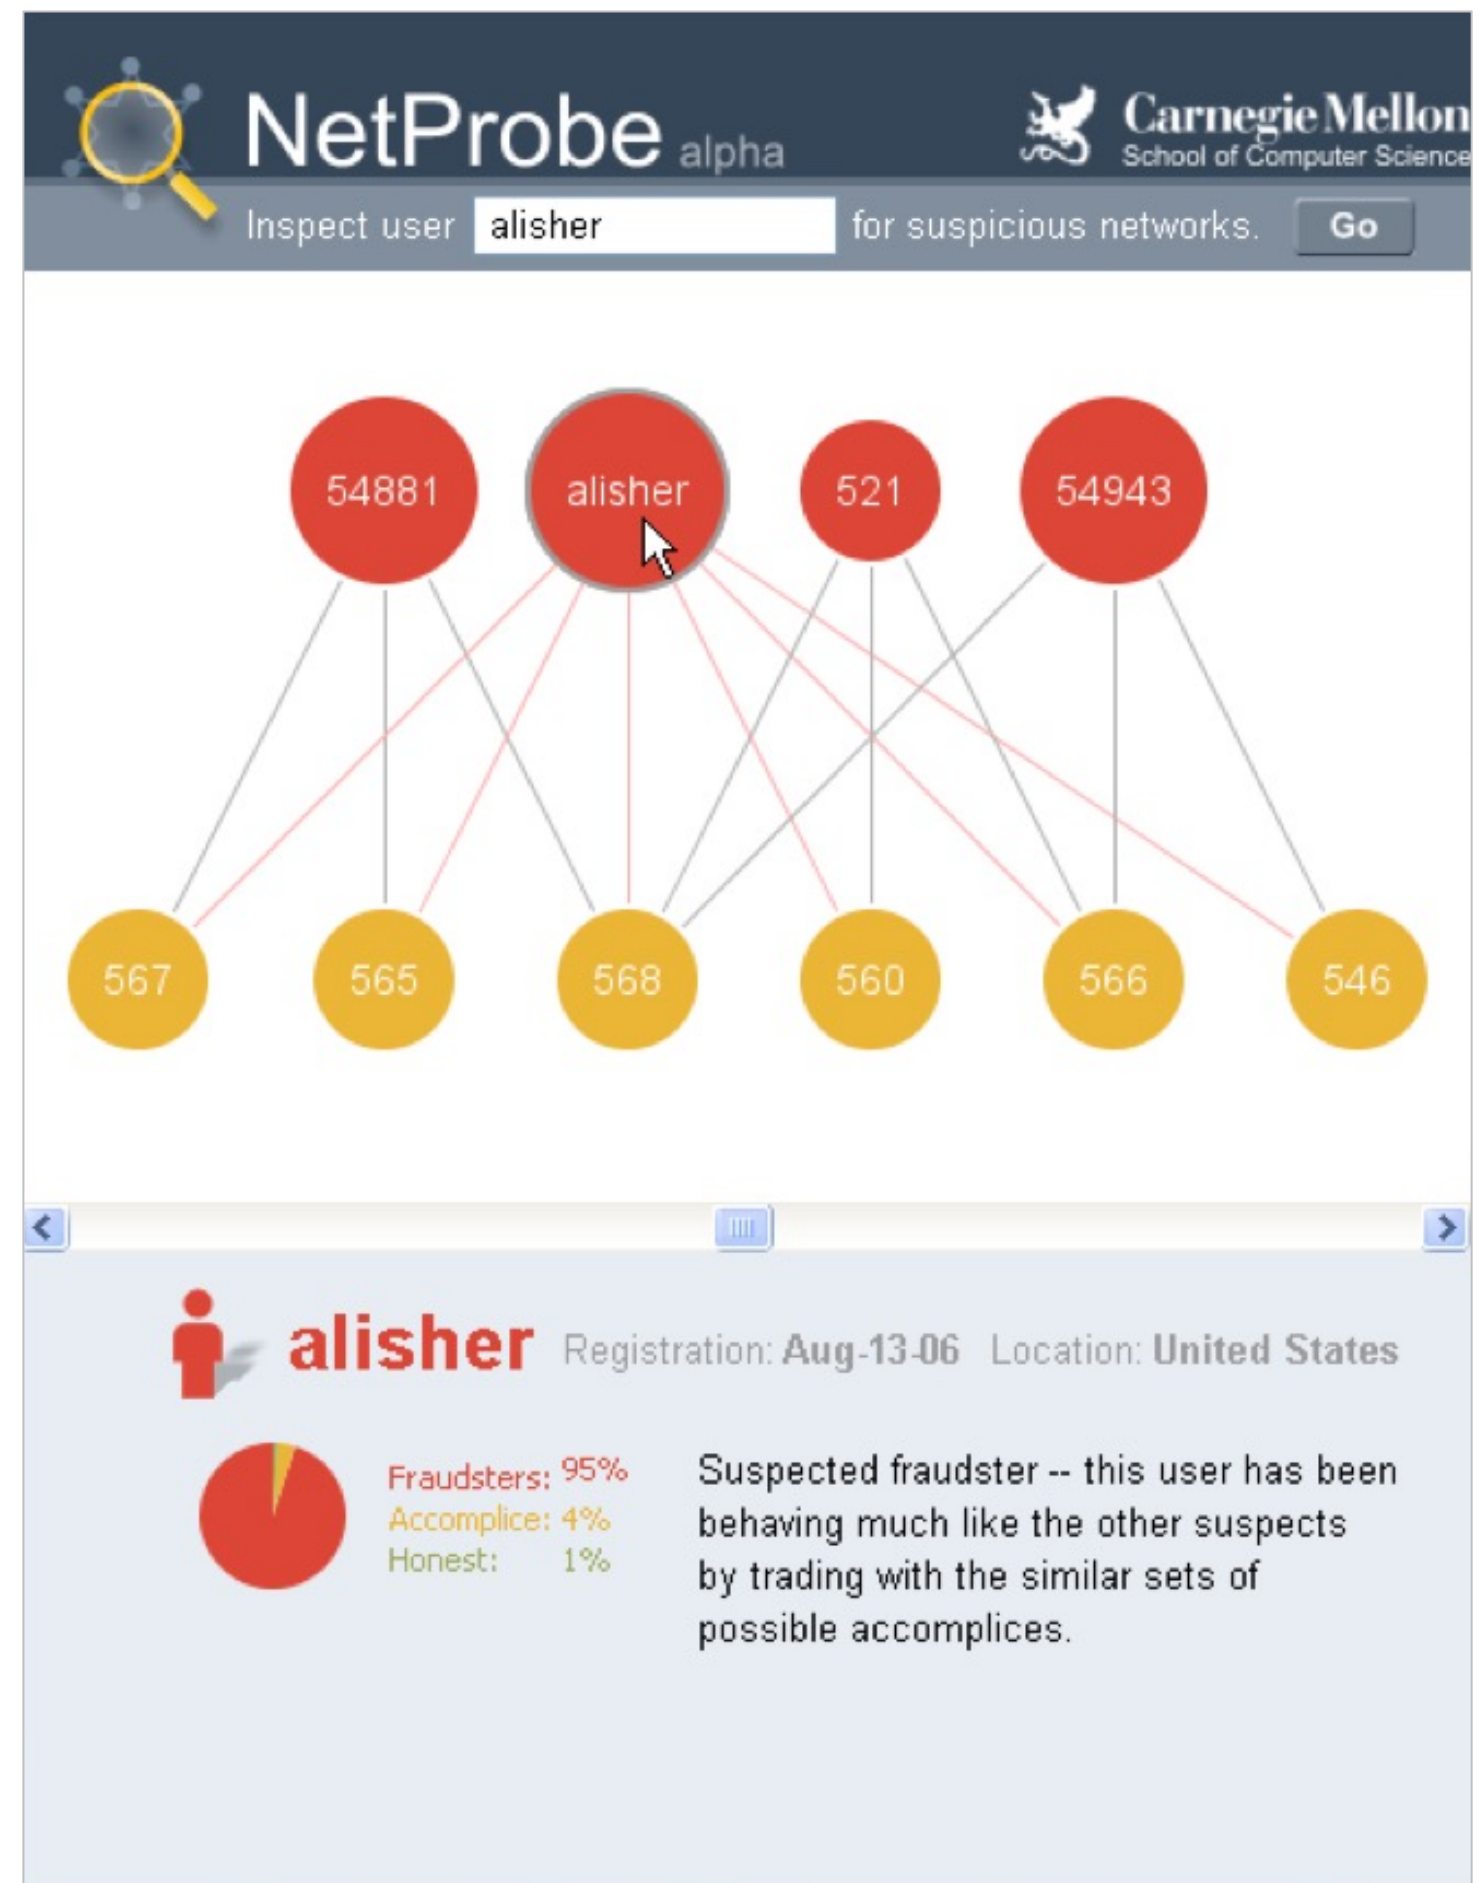 NetProbe alpha
Carnegie Mellon
School of Computer Science
Inspect user alisher for suspicious networks. Go
54881 alisher 521 54943
567 565 568 560 566 546
alisher Registration: Aug-13-06 Location: United States
Fraudsters: 95%
Accomplice: 4%
Honest: 1%
Suspected fraudster -- this user has been
behaving much like the other suspects
by trading with the similar sets of
possible accomplices.